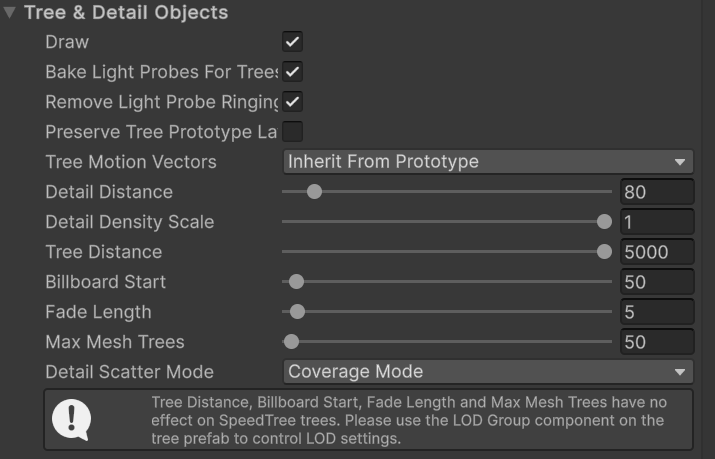 Tree & Detail Objects
Draw
Bake Light Probes For Trees
Remove Light Probe Ringing
Preserve Tree Prototype La
Tree Motion Vectors Inherit From Prototype
Detail Distance 80
Detail Density Scale 1
Tree Distance 5000
Billboard Start 50
Fade Length 5
Max Mesh Trees 50
Detail Scatter Mode Coverage Mode
Tree Distance, Billboard Start, Fade Length and Max Mesh Trees have no
effect on SpeedTree trees. Please use the LOD Group component on the
tree prefab to control LOD settings.